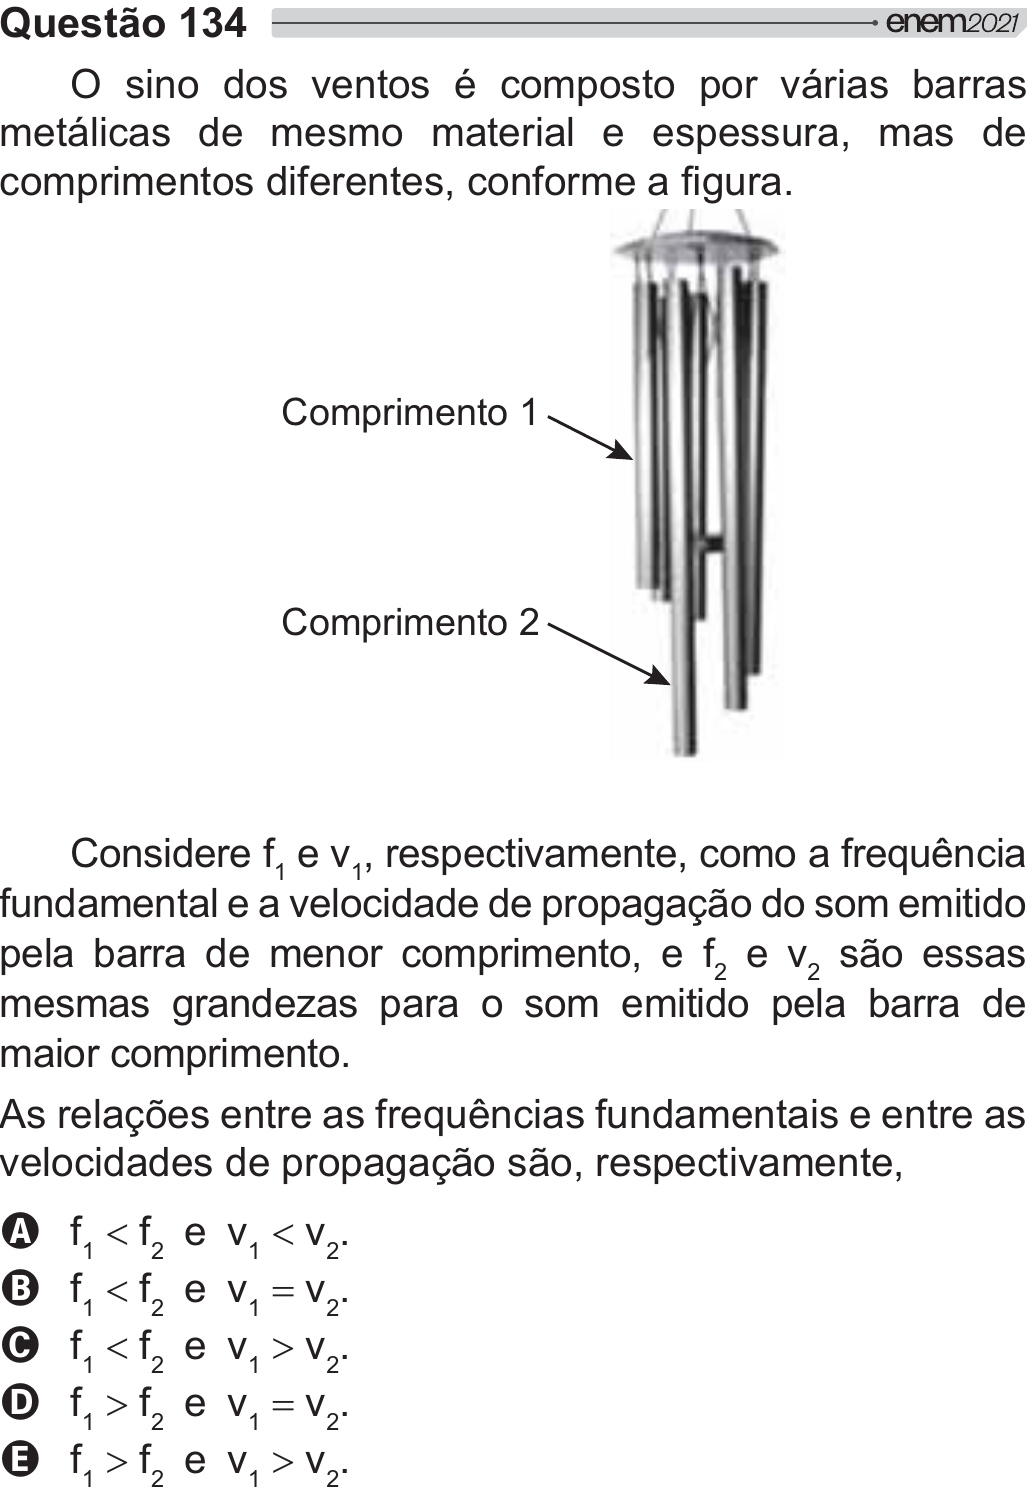 Questão 134
enem2021
O sino dos ventos é composto por várias barras
metálicas de mesmo material e espessura, mas de
comprimentos diferentes, conforme a figura.
Comprimento 1
Comprimento 2
Considere f₁ e v₁, respectivamente, como a frequência
fundamental e a velocidade de propagação do som emitido
pela barra de menor comprimento, e f₂ e v₂ são essas
mesmas grandezas para o som emitido pela barra de
maior comprimento.
As relações entre as frequências fundamentais e entre as
velocidades de propagação são, respectivamente,
A f₁ < f₂ e v₁ < v₂.
B f₁ < f₂ e v₁ = v₂.
C f₁ < f₂ e v₁ > v₂.
D f₁ > f₂ e v₁ = v₂.
E f₁ > f₂ e v₁ > v₂.